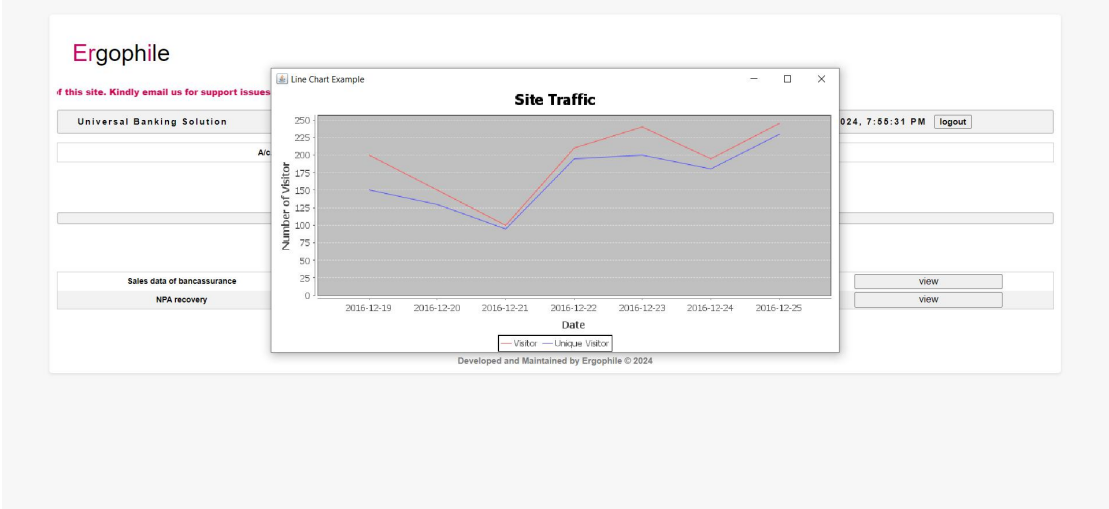 Ergophile
of this site. Kindly email us for support issues
Line Chart Example
Universal Banking Solution
024, 7:55:31 PM logout
A/c
Site Traffic
Number of Visitor
250
225
200
175
150
125
100
75
50
25
0
2016-12-19 2016-12-20 2016-12-21 2016-12-22 2016-12-23 2016-12-24 2016-12-25
Date
Visitor Unique Visitor
Sales data of bancassurance view
NPA recovery view
Developed and Maintained by Ergophile © 2024